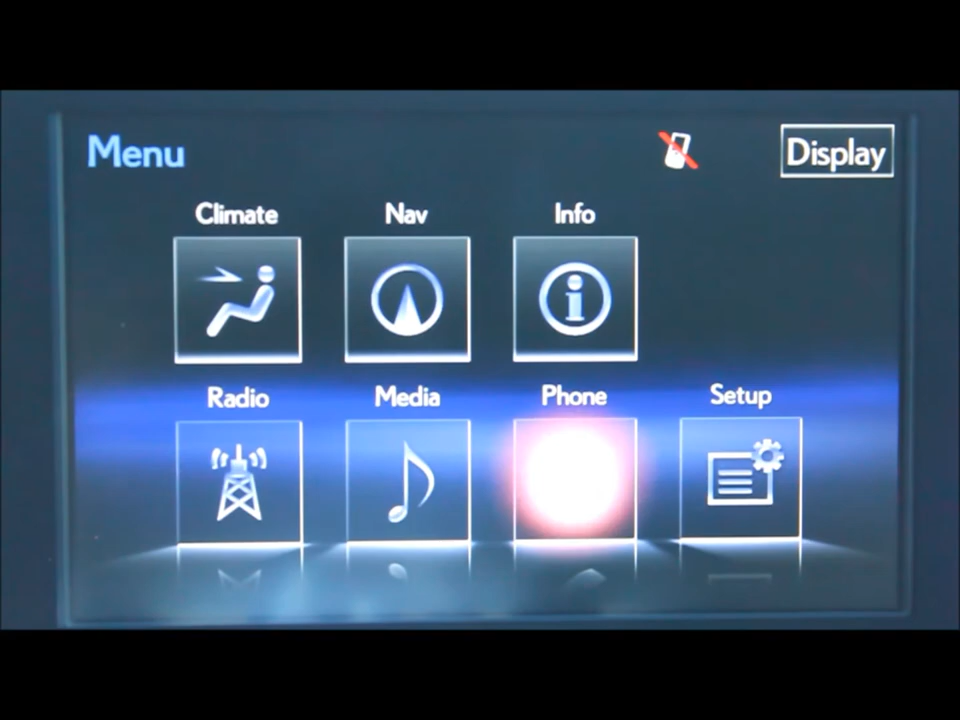 Menu
Display
Climate
Nav
Info
Radio
Media
Phone
Setup